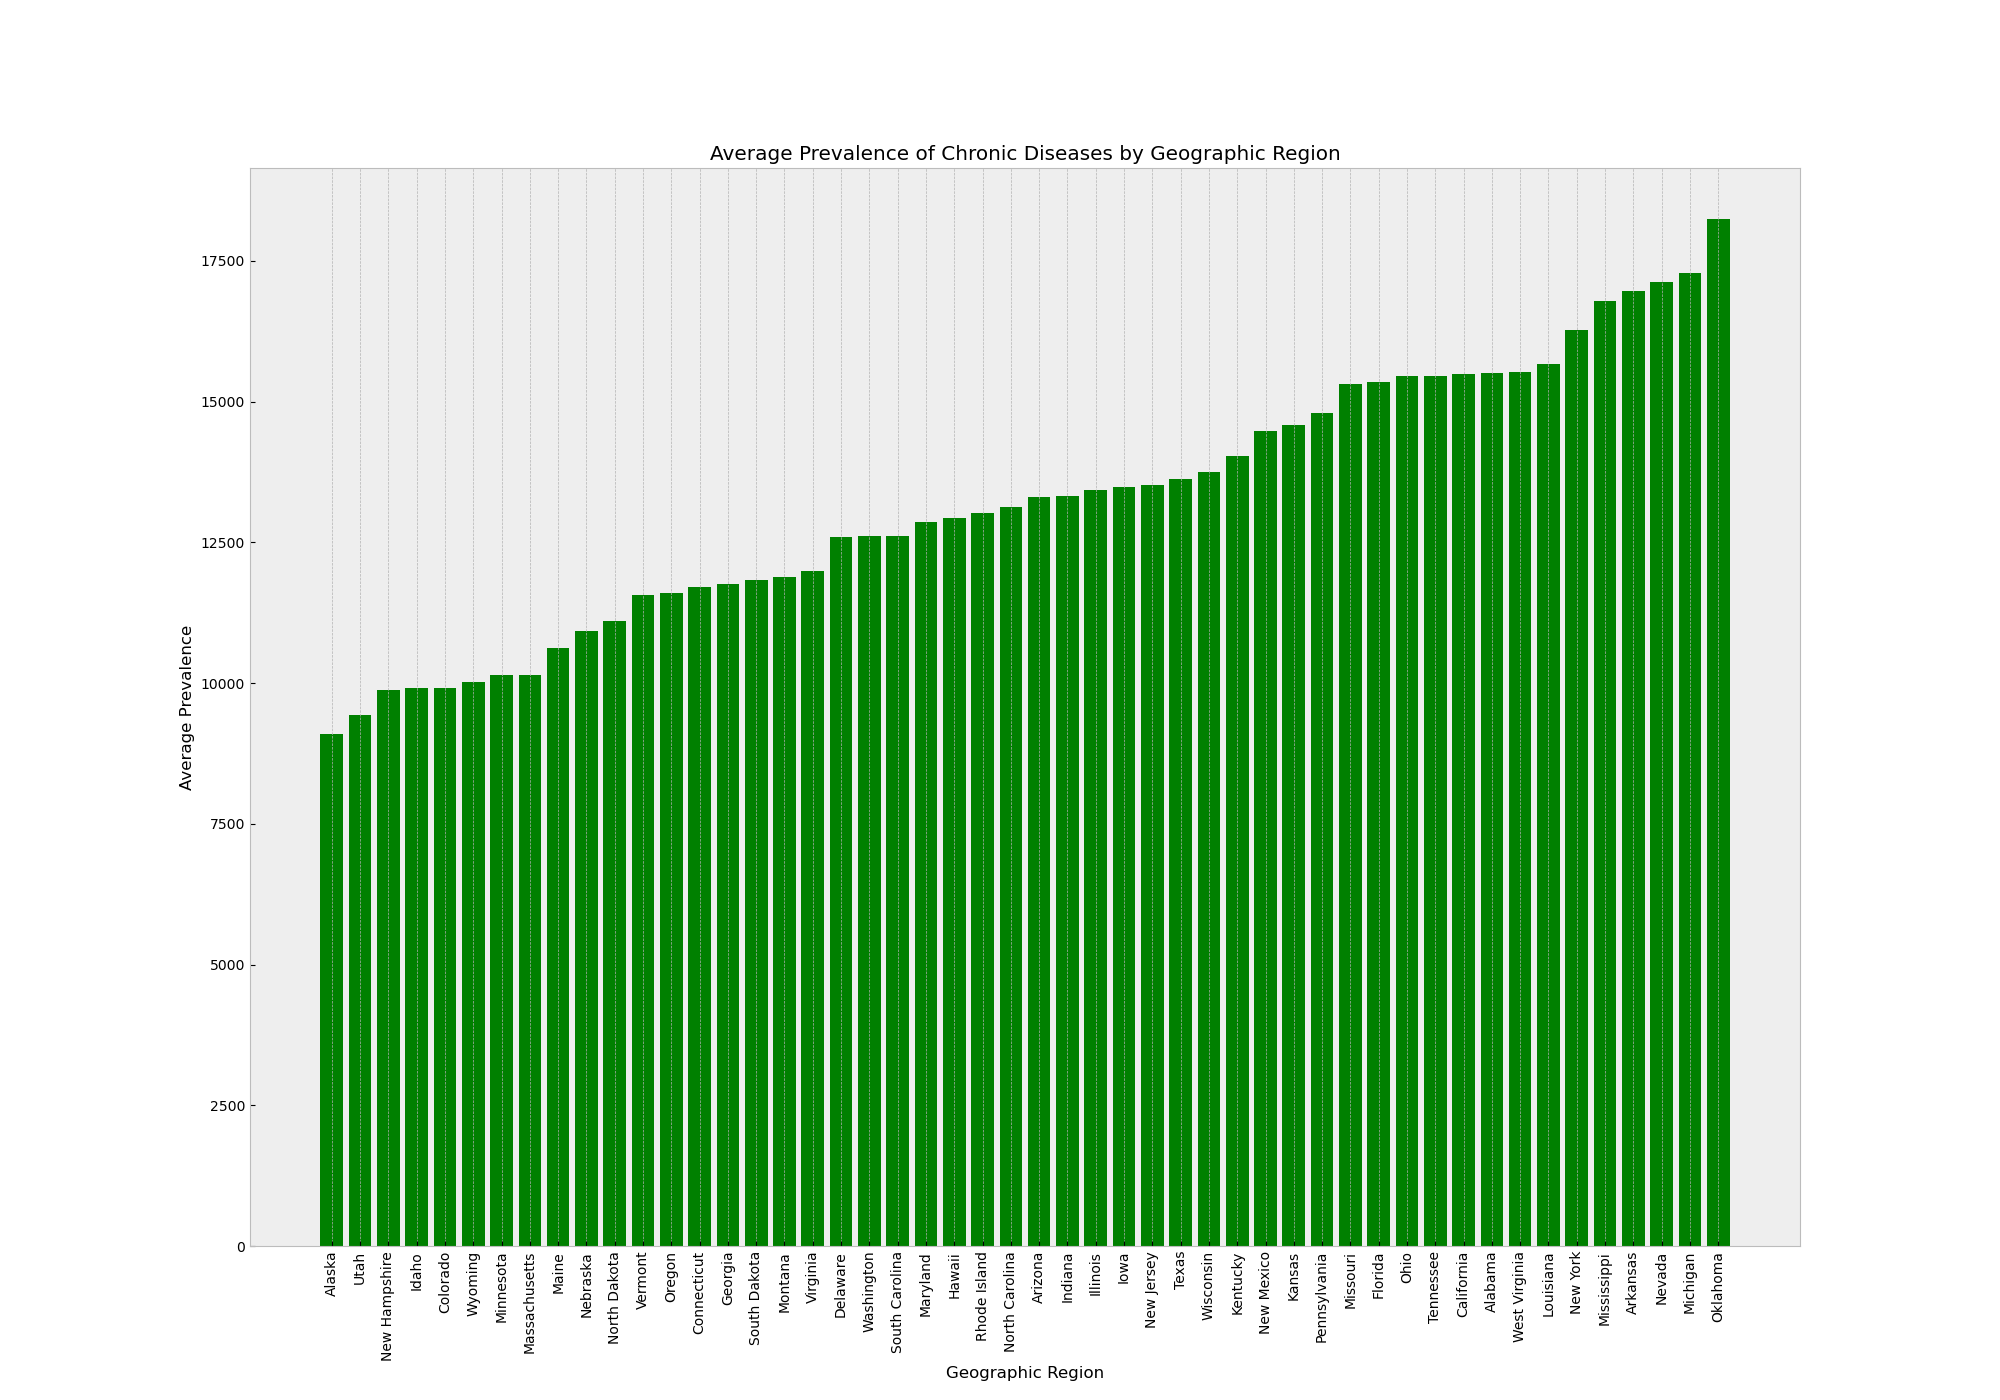 Average Prevalence of Chronic Diseases by Geographic Region
Average Prevalence
17500
15000
12500
10000
7500
5000
2500
0
Alaska
Utah
New Hampshire
Idaho
Colorado
Wyoming
Minnesota
Massachusetts
Maine
Nebraska
North Dakota
Vermont
Oregon
Connecticut
Georgia
South Dakota
Montana
Virginia
Delaware
Washington
South Carolina
Maryland
Hawaii
Rhode Island
North Carolina
Arizona
Indiana
Illinois
Iowa
New Jersey
Texas
Wisconsin
Kentucky
New Mexico
Kansas
Pennsylvania
Missouri
Florida
Ohio
Tennessee
California
Alabama
West Virginia
Louisiana
New York
Mississippi
Arkansas
Nevada
Michigan
Oklahoma
Geographic Region